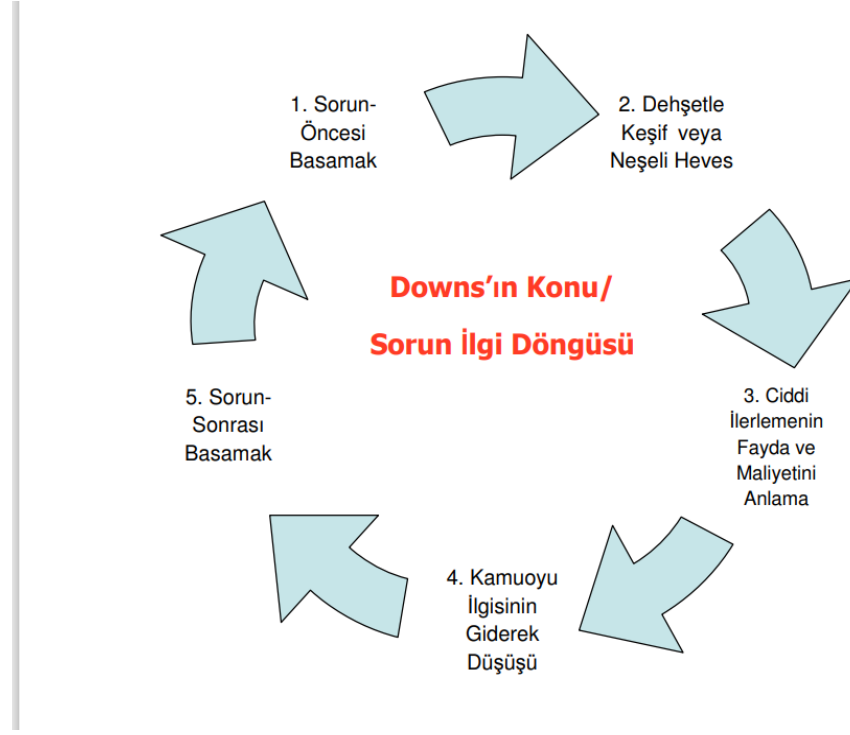 1. Sorun-
Öncesi
Basamak
2. Dehşetle
Keşif veya
Neşeli Heves
Downs’ın Konu/
Sorun İlgi Döngüsü
3. Ciddi
İlerlemenin
Fayda ve
Maliyetini
Anlama
4. Kamuoyu
İlgisinin
Giderek
Düşüşü
5. Sorun-
Sonrası
Basamak